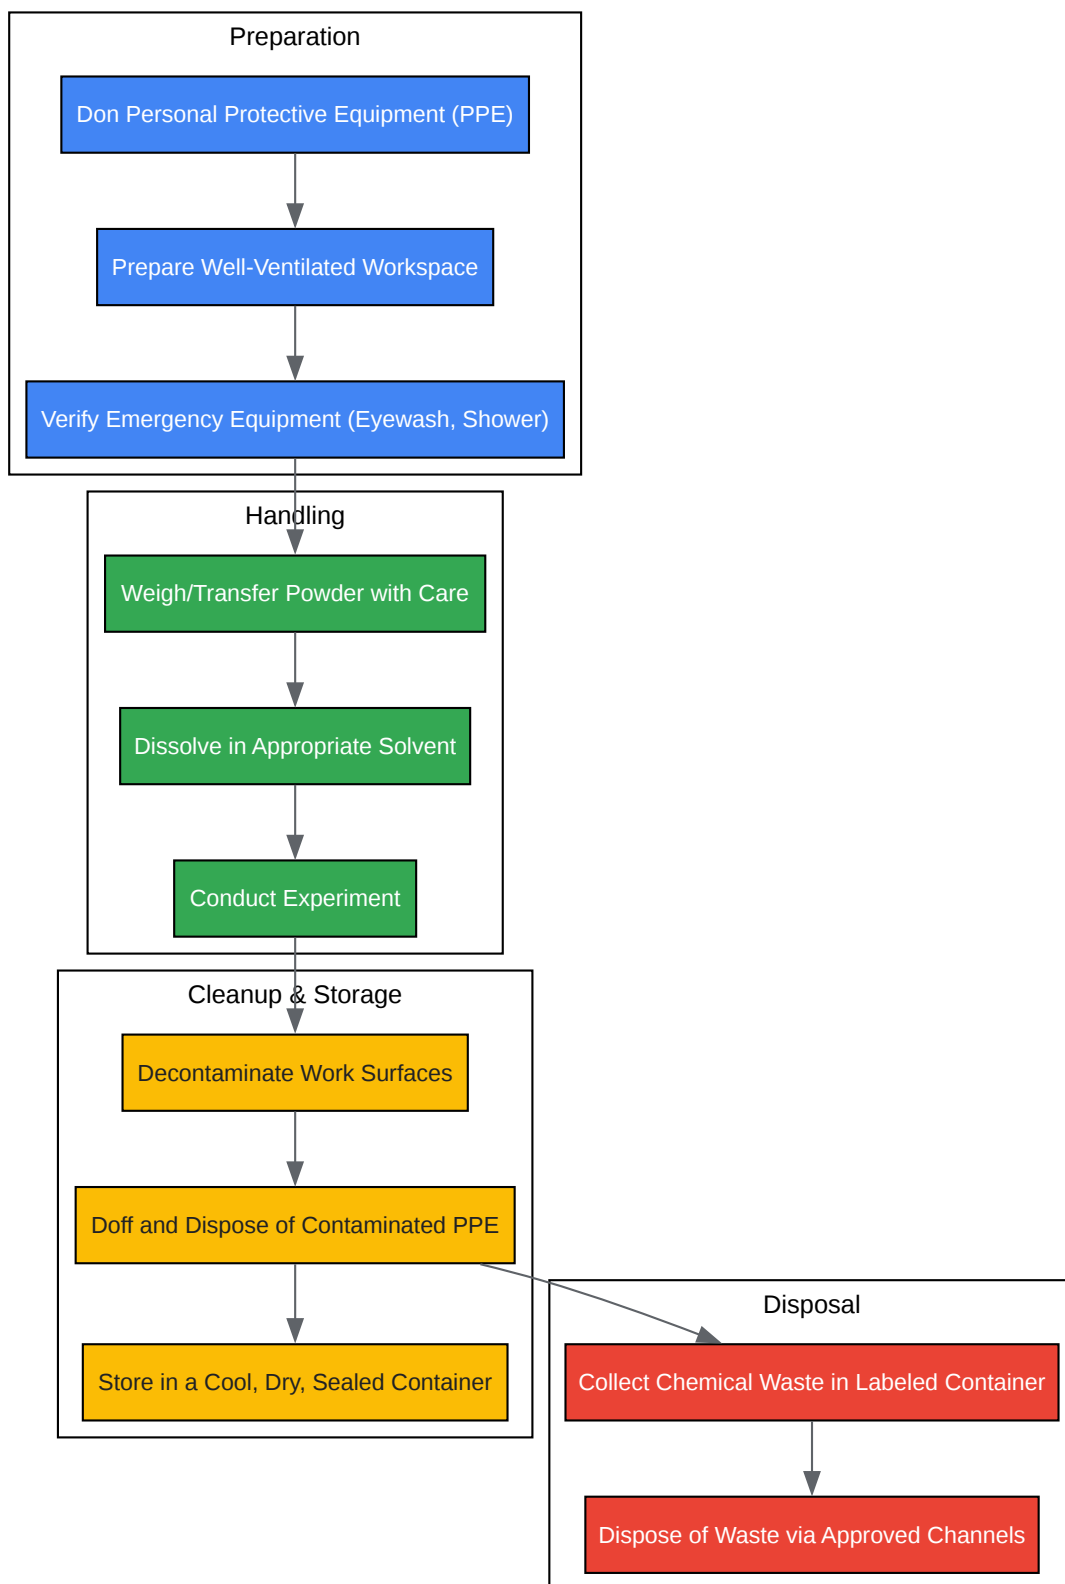 Preparation
Don Personal Protective Equipment (PPE)
Prepare Well-Ventilated Workspace
Verify Emergency Equipment (Eyewash, Shower)
Handling
Weigh/Transfer Powder with Care
Dissolve in Appropriate Solvent
Conduct Experiment
Cleanup & Storage
Decontaminate Work Surfaces
Doff and Dispose of Contaminated PPE
Store in a Cool, Dry, Sealed Container
Disposal
Collect Chemical Waste in Labeled Container
Dispose of Waste via Approved Channels